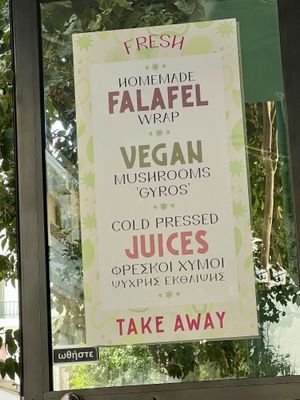 FRESH
HOMEMADE
FALAFEL
WRAP
VEGAN
MUSHROOMS
'GYROS'
COLD PRESSED
JUICES
ΦΡΕΣΚΟΙ ΧΥΜΟΙ
ΨΥΧΡΗΣ ΕΚΘΛΙΨΗΣ
TAKE AWAY
ωθήστε